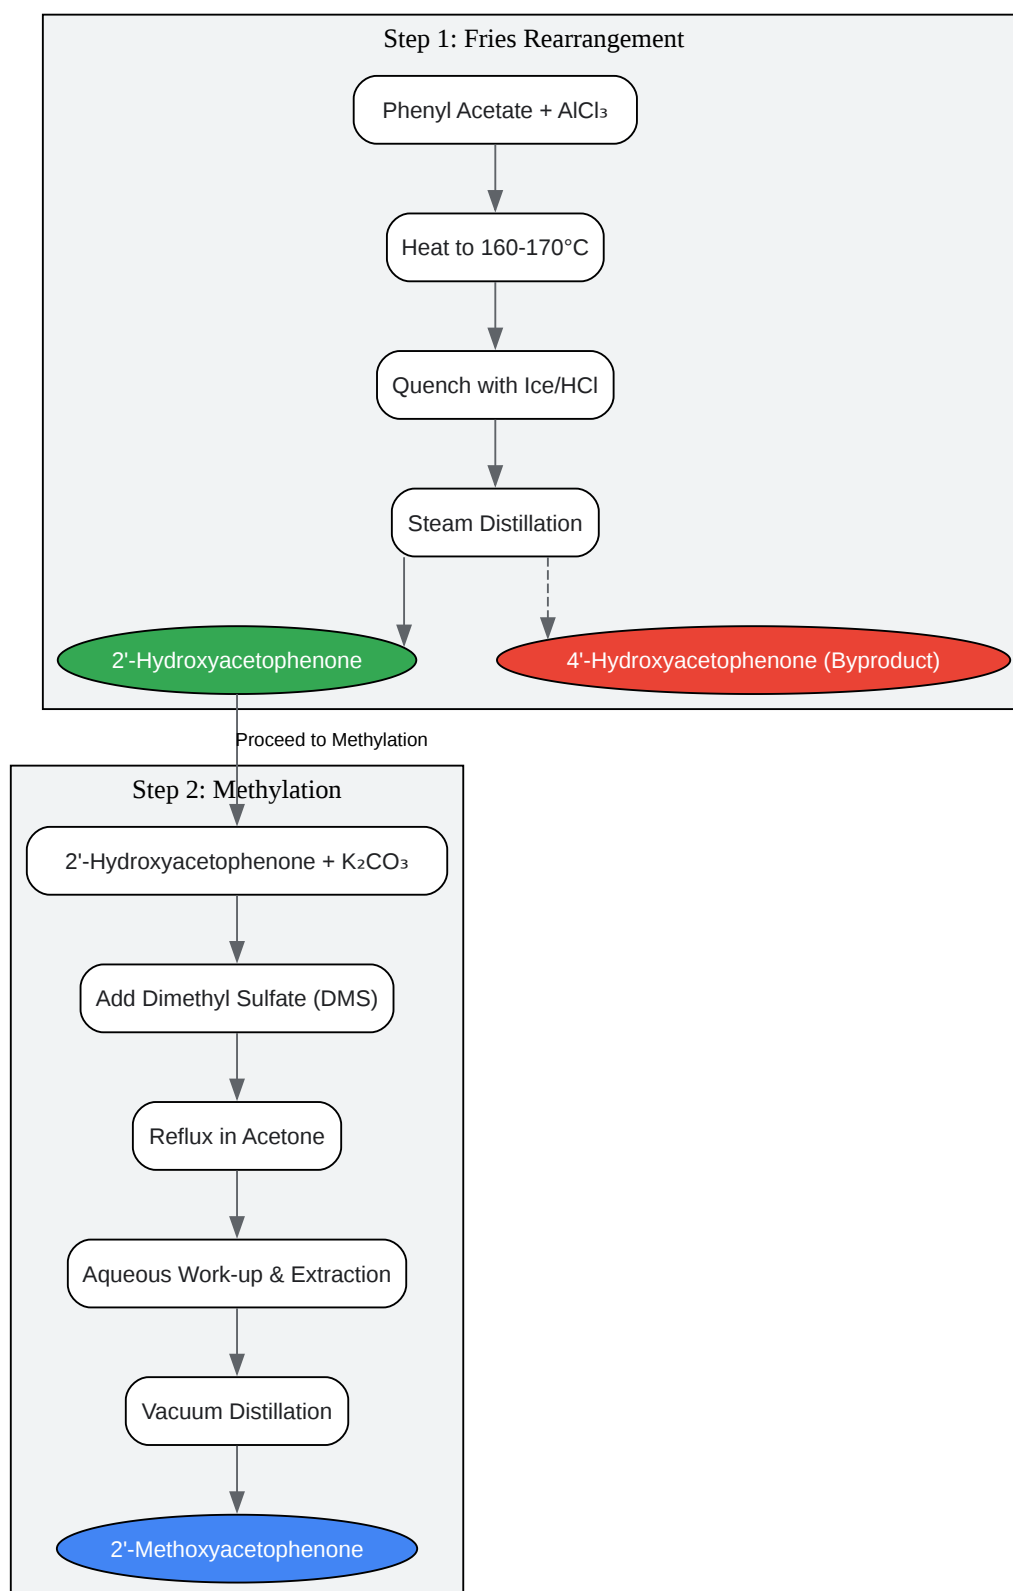 Step 1: Fries Rearrangement
Phenyl Acetate + AlCl₃
Heat to 160-170°C
Quench with Ice/HCl
Steam Distillation
2'-Hydroxyacetophenone
4'-Hydroxyacetophenone (Byproduct)
Proceed to Methylation
Step 2: Methylation
2'-Hydroxyacetophenone + K₂CO₃
Add Dimethyl Sulfate (DMS)
Reflux in Acetone
Aqueous Work-up & Extraction
Vacuum Distillation
2'-Methoxyacetophenone